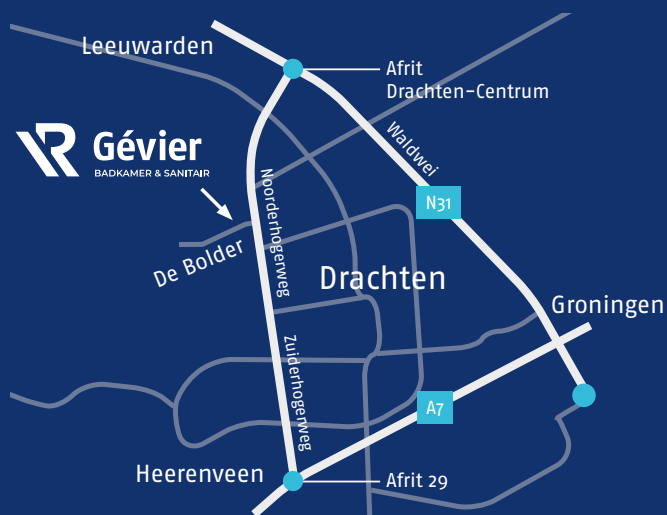 Leeuwarden
Afrit
Drachten-Centrum
Gévier
BADKAMER & SANITAIR
Waldwei
N31
Noorderhogerweg
De Bolder
Drachten
Groningen
Zuiderhogerweg
A7
Heerenveen
Afrit 29